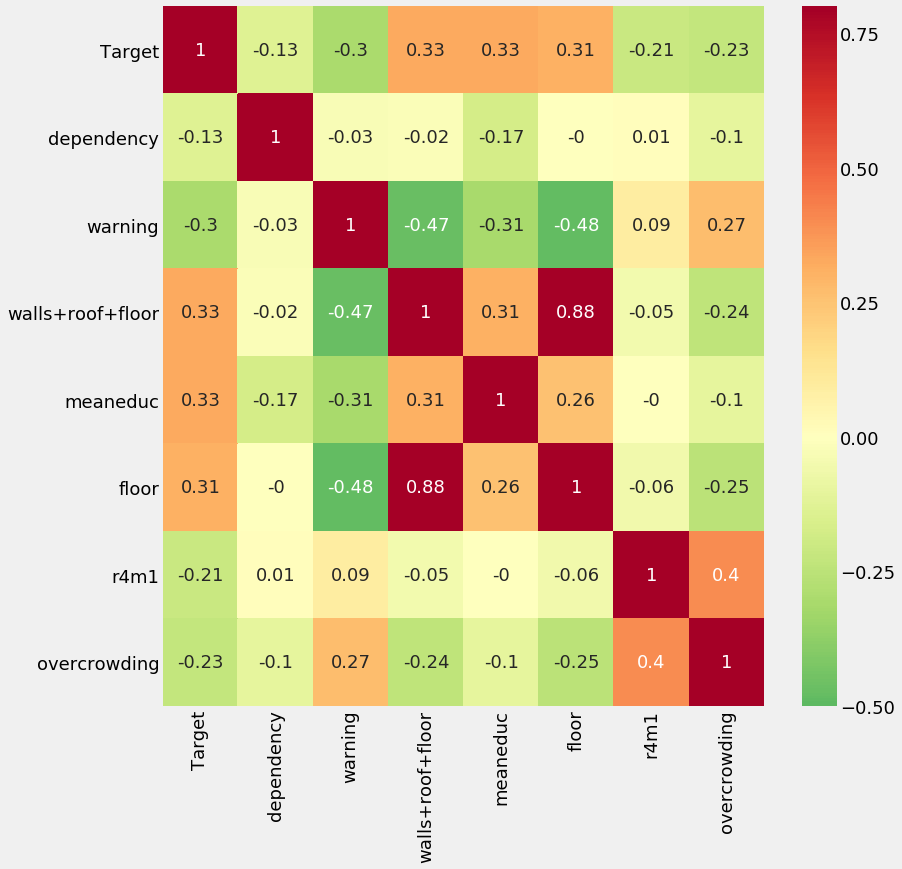 Target 1 -0.13 -0.3 0.33 0.33 0.31 -0.21 -0.23
dependency -0.13 1 -0.03 -0.02 -0.17 -0 0.01 -0.1
warning -0.3 -0.03 1 -0.47 -0.31 -0.48 0.09 0.27
walls+roof+floor 0.33 -0.02 -0.47 1 0.31 0.88 -0.05 -0.24
meaneduc 0.33 -0.17 -0.31 0.31 1 0.26 -0 -0.1
floor 0.31 -0 -0.48 0.88 0.26 1 -0.06 -0.25
r4m1 -0.21 0.01 0.09 -0.05 -0 -0.06 1 0.4
overcrowding -0.23 -0.1 0.27 -0.24 -0.1 -0.25 0.4 1
Target dependency warning walls+roof+floor meaneduc floor r4m1 overcrowding
0.75
0.50
0.25
0.00
−0.25
−0.50